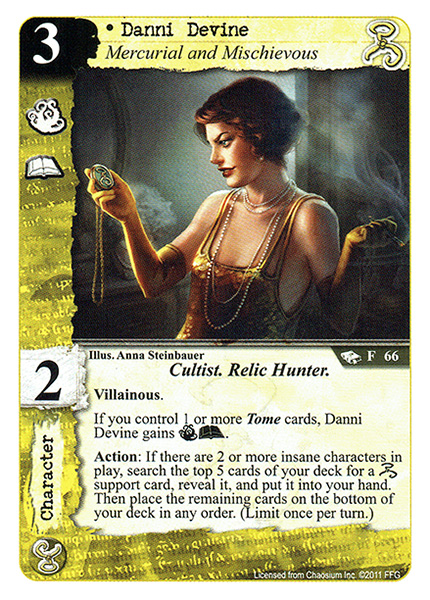 3
• Danni Devine
Mercurial and Mischievous
Illus. Anna Steinbauer
F 66
Cultist. Relic Hunter.
2
Villainous.
If you control 1 or more Tome cards, Danni
Devine gains .
Action: If there are 2 or more insane characters in
play, search the top 5 cards of your deck for a
support card, reveal it, and put it into your hand.
Then place the remaining cards on the bottom of
your deck in any order. (Limit once per turn.)
Character
Licensed from Chaosium Inc. ©2011 FFG